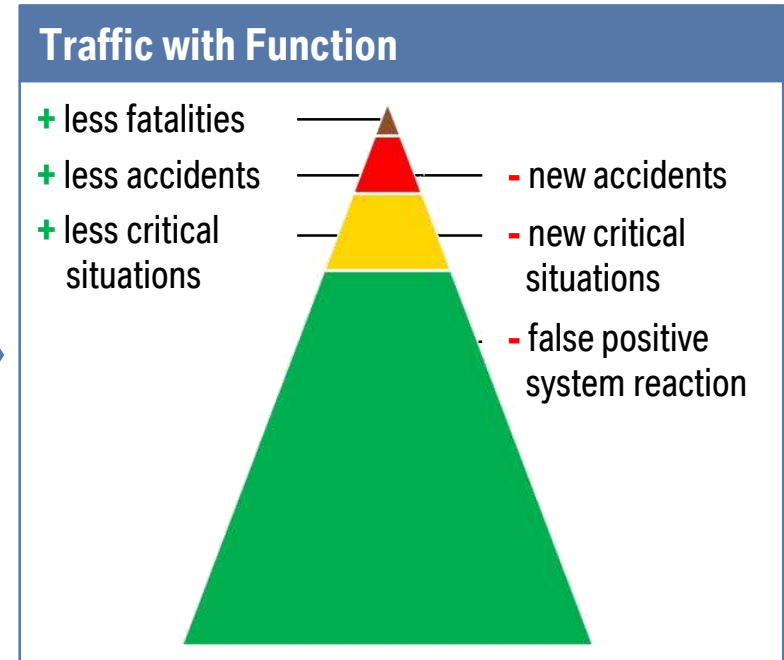 Traffic with Function
+ less fatalities
+ less accidents
+ less critical
situations
- new accidents
- new critical
situations
- false positive
system reaction